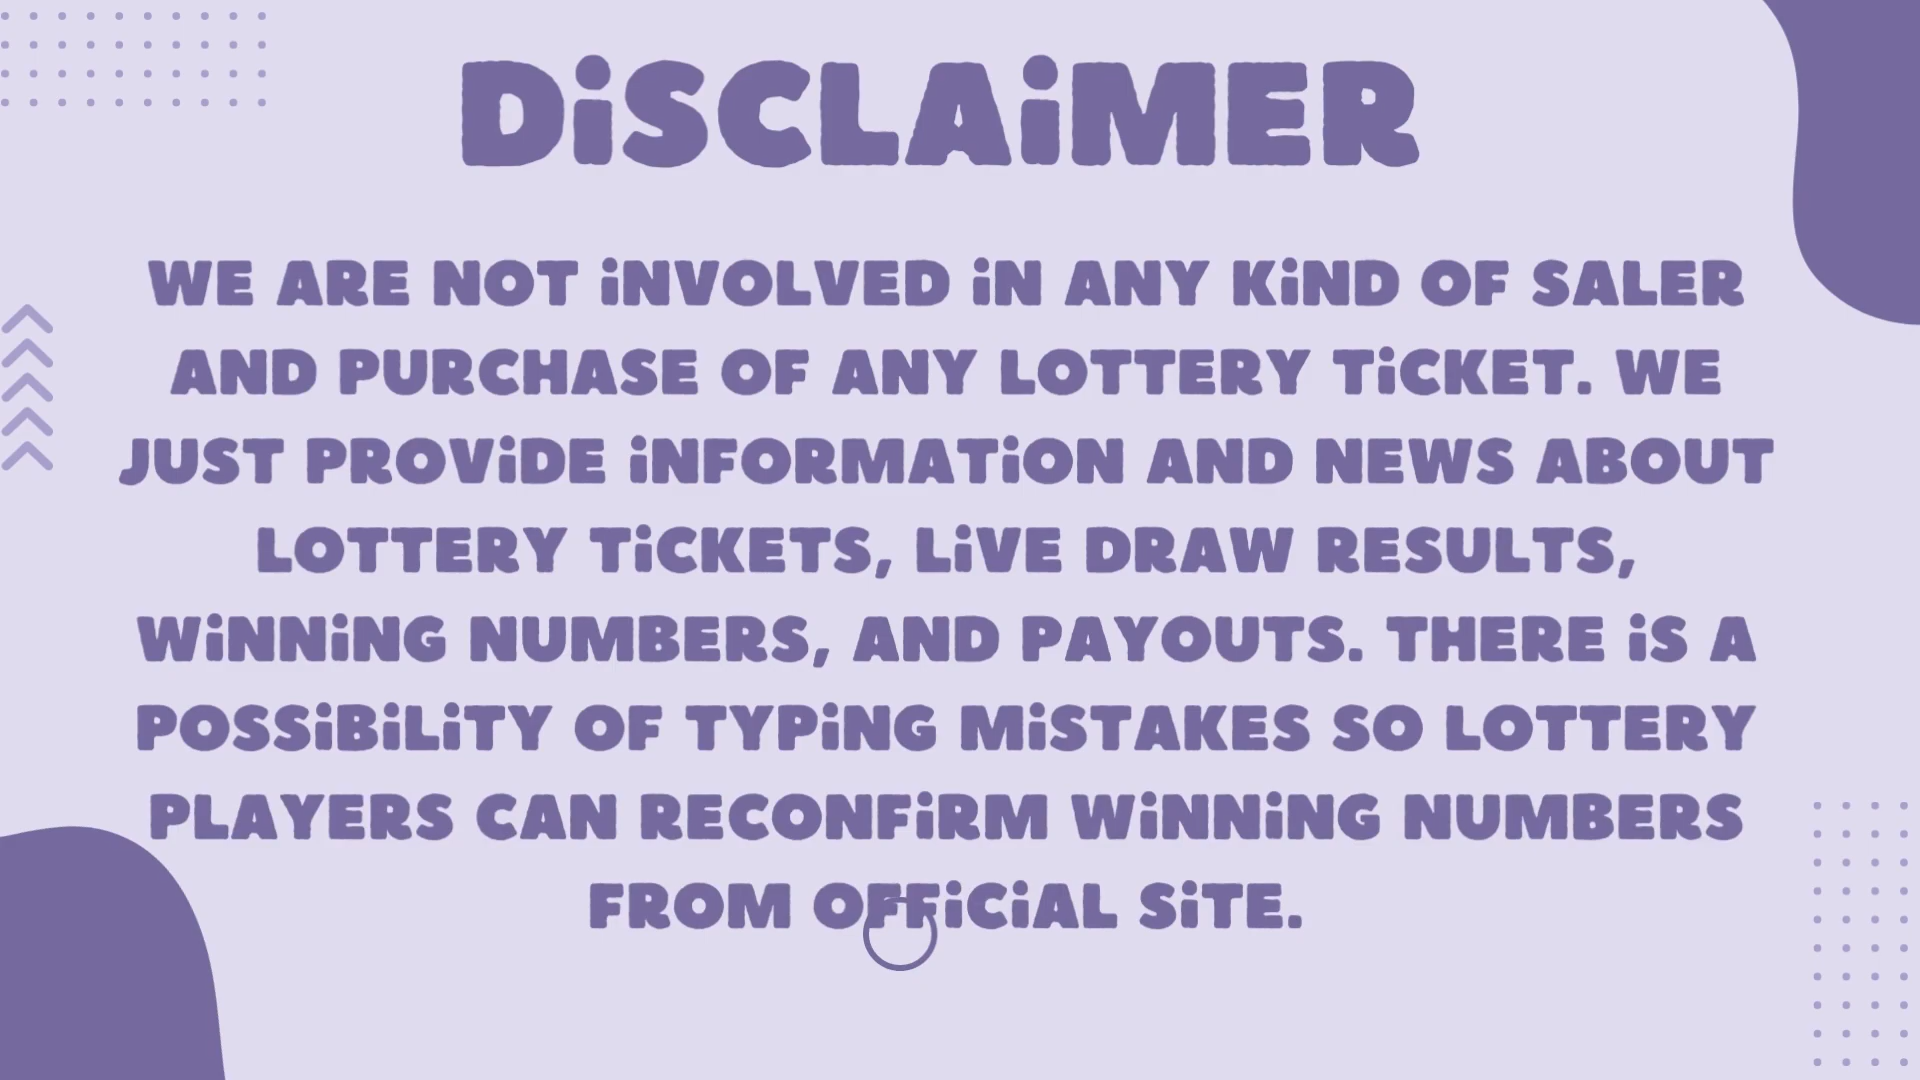 DiSCLAiMER
WE ARE NOT iNVOLVED iN ANY KiND OF SALER
AND PURCHASE OF ANY LOTTERY TiCKET. WE
JUST PROViDE iNFORMATiON AND NEWS ABOUT
LOTTERY TiCKETS, LiVE DRAW RESULTS,
WiNNiNG NUMBERS, AND PAYOUTS. THERE iS A
POSSiBiLiTY OF TYPiNG MiSTAKES SO LOTTERY
PLAYERS CAN RECONFiRM WiNNiNG NUMBERS
FROM OFFiCiAL SiTE.